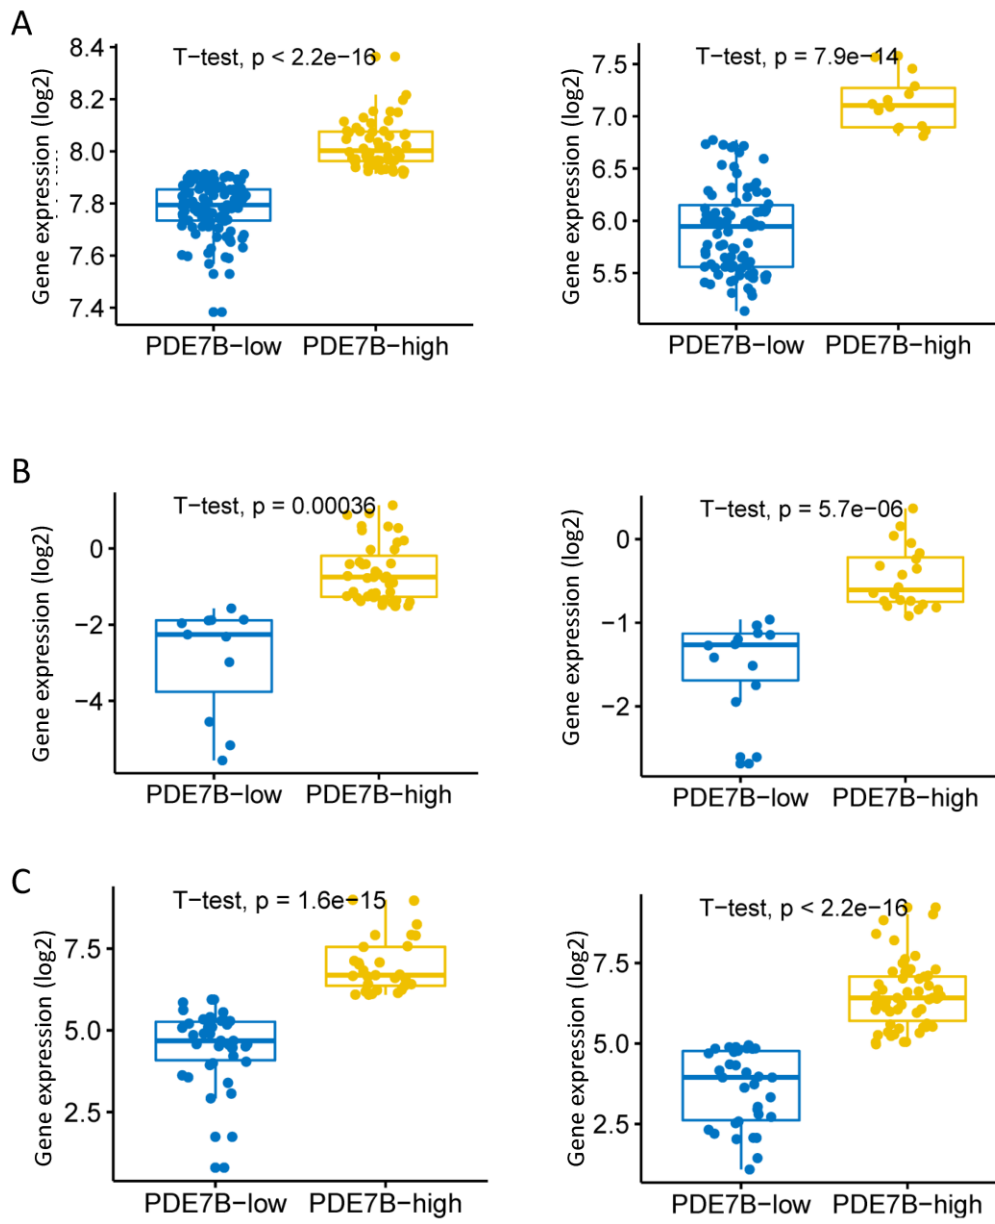 A
T-test, p < 2.2e-16
Gene expression (log2)
8.4
8.2
8.0
7.8
7.6
7.4
PDE7B-low PDE7B-high
T-test, p = 7.9e-14
Gene expression (log2)
7.5
7.0
6.5
6.0
5.5
PDE7B-low PDE7B-high
B
T-test, p = 0.00036
Gene expression (log2)
0
-2
-4
PDE7B-low PDE7B-high
T-test, p = 5.7e-06
Gene expression (log2)
0
-1
-2
PDE7B-low PDE7B-high
C
T-test, p = 1.6e-15
Gene expression (log2)
7.5
5.0
2.5
PDE7B-low PDE7B-high
T-test, p < 2.2e-16
Gene expression (log2)
7.5
5.0
2.5
PDE7B-low PDE7B-high